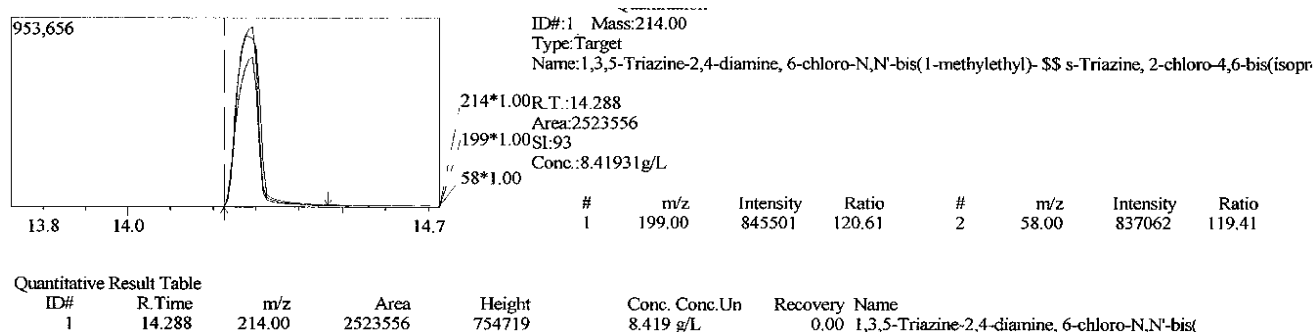 953,656
ID#:1 Mass:214.00
Type:Target
Name:1,3,5-Triazine-2,4-diamine, 6-chloro-N,N'-bis(1-methylethyl)- $$ s-Triazine, 2-chloro-4,6-bis(isopr
214*1.00
R.T.:14.288
Area:2523556
199*1.00
SI:93
Conc.:8.41931g/L
58*1.00
# m/z Intensity Ratio # m/z Intensity Ratio
1 199.00 845501 120.61 2 58.00 837062 119.41
13.8 14.0 14.7
Quantitative Result Table
ID# R.Time m/z Area Height Conc. Conc.Un Recovery Name
1 14.288 214.00 2523556 754719 8.419 g/L 0.00 1,3,5-Triazine-2,4-diamine, 6-chloro-N,N'-bis(